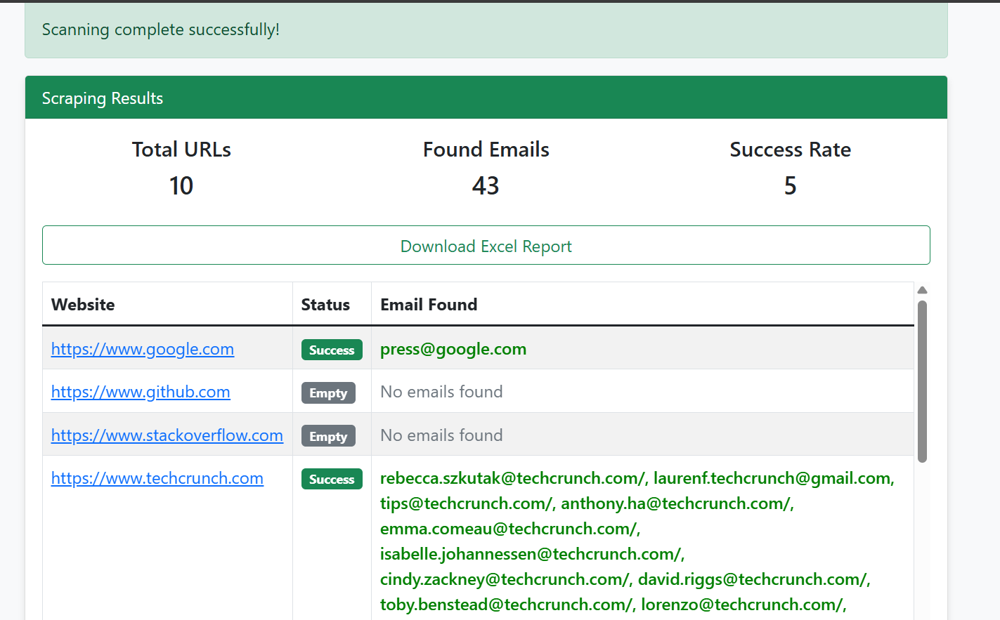 Scanning complete successfully!
Scraping Results
Total URLs
10
Found Emails
43
Success Rate
5
Download Excel Report
Website Status Email Found
https://www.google.com Success press@google.com
https://www.github.com Empty No emails found
https://www.stackoverflow.com Empty No emails found
https://www.techcrunch.com Success rebecca.szkutak@techcrunch.com/, laurenf.techcrunch@gmail.com,
tips@techcrunch.com/, anthony.ha@techcrunch.com/,
emma.comeau@techcrunch.com/,
isabelle.johannessen@techcrunch.com/,
cindy.zackney@techcrunch.com/, david.riggs@techcrunch.com/,
toby.benstead@techcrunch.com/, lorenzo@techcrunch.com/,